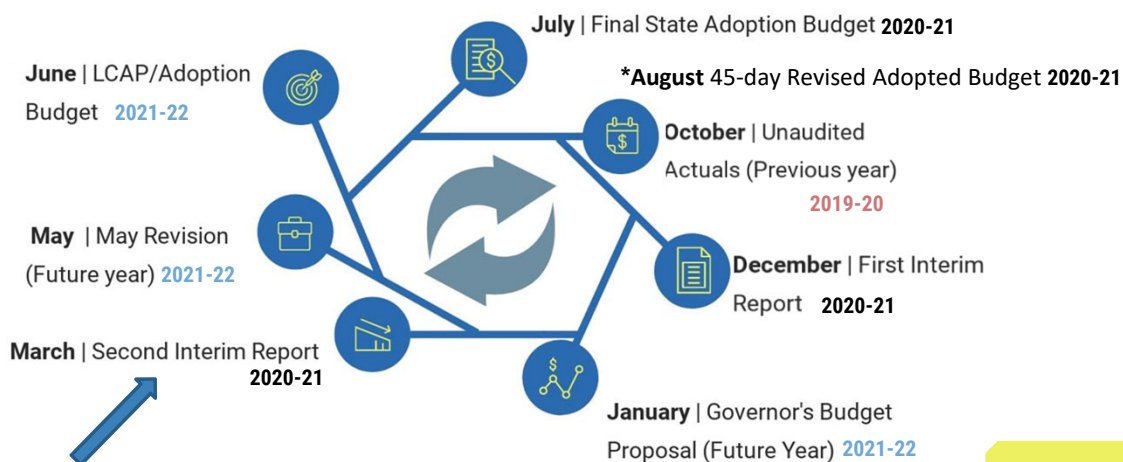 July | Final State Adoption Budget 2020-21
*August 45-day Revised Adopted Budget 2020-21
October | Unaudited
Actuals (Previous year)
2019-20
December | First Interim
Report 2020-21
January | Governor's Budget
Proposal (Future Year) 2021-22
March | Second Interim Report
2020-21
May | May Revision
(Future year) 2021-22
June | LCAP/Adoption
Budget 2021-22